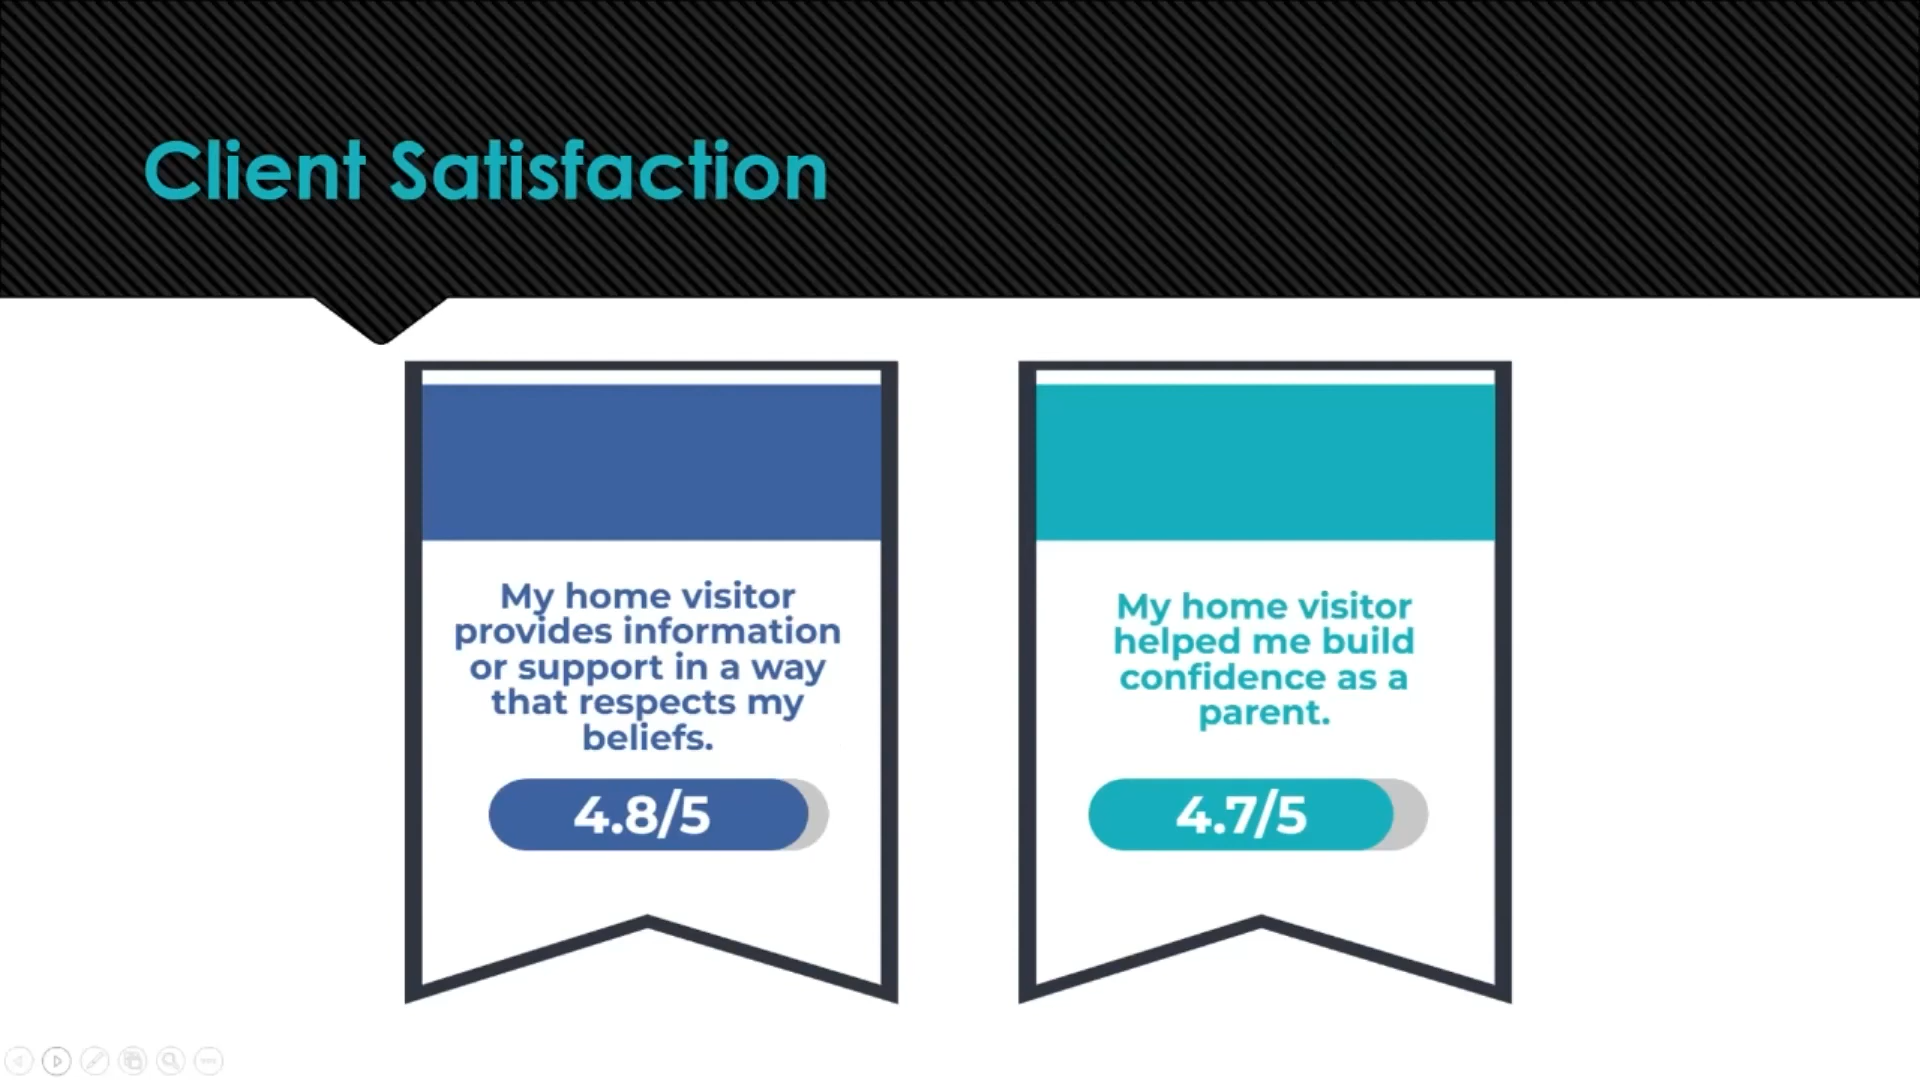 Client Satisfaction
My home visitor
provides information
or support in a way
that respects my
beliefs.
4.8/5
My home visitor
helped me build
confidence as a
parent.
4.7/5